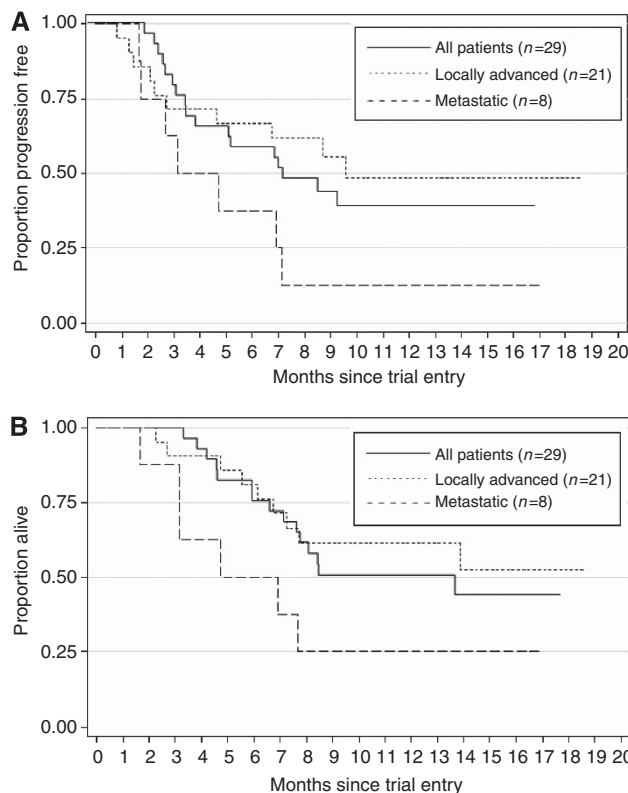 A
Proportion progression free
1.00
0.75
0.50
0.25
0.00
All patients (n=29)
Locally advanced (n=21)
Metastatic (n=8)
0 1 2 3 4 5 6 7 8 9 10 11 12 13 14 15 16 17 18 19 20
Months since trial entry
B
Proportion alive
1.00
0.75
0.50
0.25
0.00
All patients (n=29)
Locally advanced (n=21)
Metastatic (n=8)
0 1 2 3 4 5 6 7 8 9 10 11 12 13 14 15 16 17 18 19 20
Months since trial entry